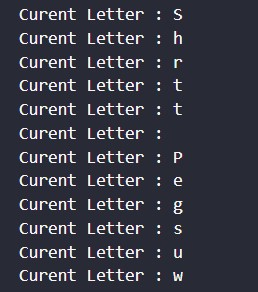 Curent Letter : S
Curent Letter : h
Curent Letter : r
Curent Letter : t
Curent Letter : t
Curent Letter :
Curent Letter : P
Curent Letter : e
Curent Letter : g
Curent Letter : s
Curent Letter : u
Curent Letter : w